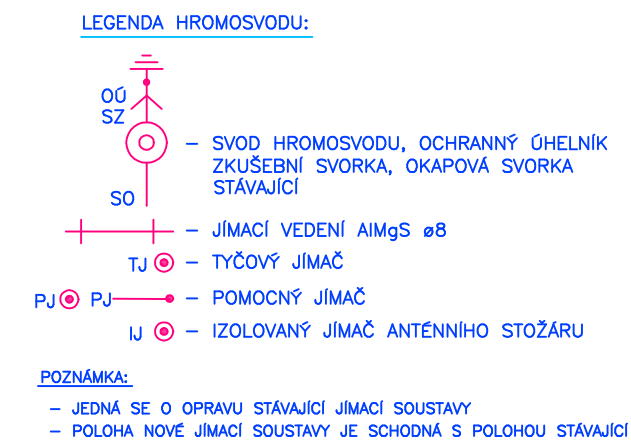 LEGENDA HROMOSVODU:
OÚ
SZ
– SVOD HROMOSVODU, OCHRANNÝ ÚHELNÍK
ZKUŠEBNÍ SVORKA, OKAPOVÁ SVORKA
STÁVAJÍCÍ
SO
– JÍMACÍ VEDENÍ AlMgS ø8
TJ – TYČOVÝ JÍMAČ
PJ PJ – POMOCNÝ JÍMAČ
IJ – IZOLOVANÝ JÍMAČ ANTÉNNÍHO STOŽÁRU
POZNÁMKA:
– JEDNÁ SE O OPRAVU STÁVAJÍCÍ JÍMACÍ SOUSTAVY
– POLOHA NOVÉ JÍMACÍ SOUSTAVY JE SCHODNÁ S POLOHOU STÁVAJÍCÍ